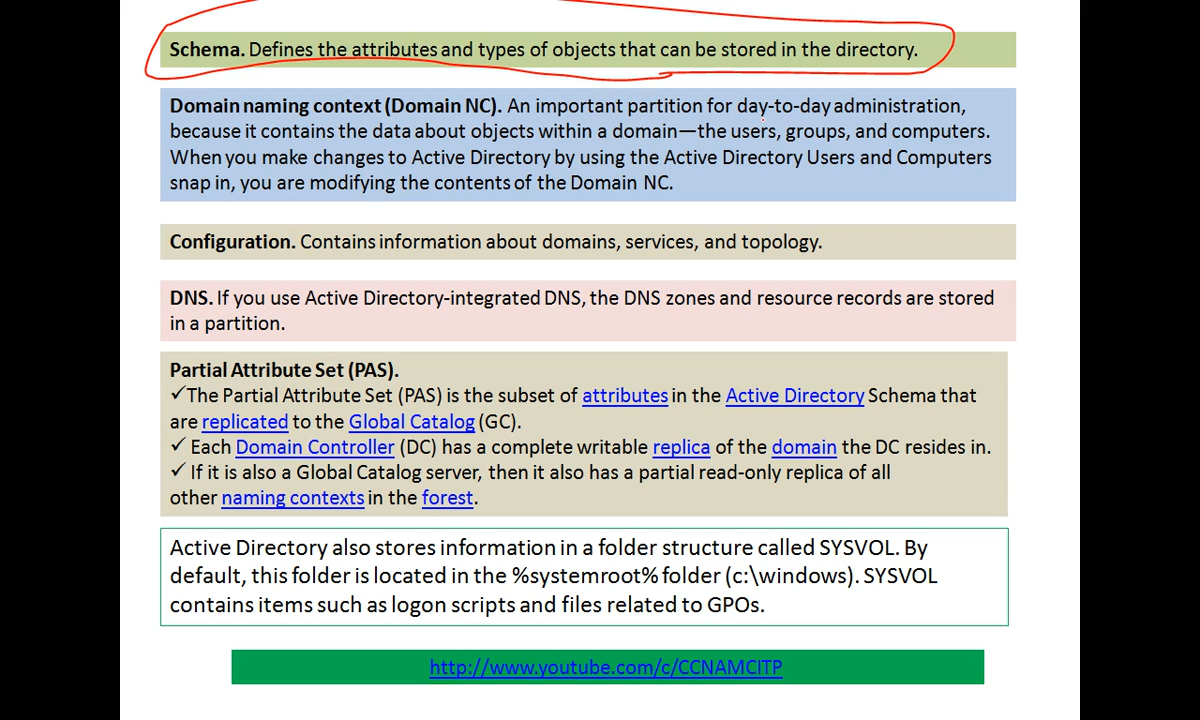 Schema. Defines the attributes and types of objects that can be stored in the directory.
Domain naming context (Domain NC). An important partition for day-to-day administration,
because it contains the data about objects within a domain—the users, groups, and computers.
When you make changes to Active Directory by using the Active Directory Users and Computers
snap in, you are modifying the contents of the Domain NC.
Configuration. Contains information about domains, services, and topology.
DNS. If you use Active Directory-integrated DNS, the DNS zones and resource records are stored
in a partition.
Partial Attribute Set (PAS).
✓The Partial Attribute Set (PAS) is the subset of attributes in the Active Directory Schema that
are replicated to the Global Catalog (GC).
✓ Each Domain Controller (DC) has a complete writable replica of the domain the DC resides in.
✓ If it is also a Global Catalog server, then it also has a partial read-only replica of all
other naming contexts in the forest.
Active Directory also stores information in a folder structure called SYSVOL. By
default, this folder is located in the %systemroot% folder (c:\windows). SYSVOL
contains items such as logon scripts and files related to GPOs.
http://www.youtube.com/c/CCNAMCITP